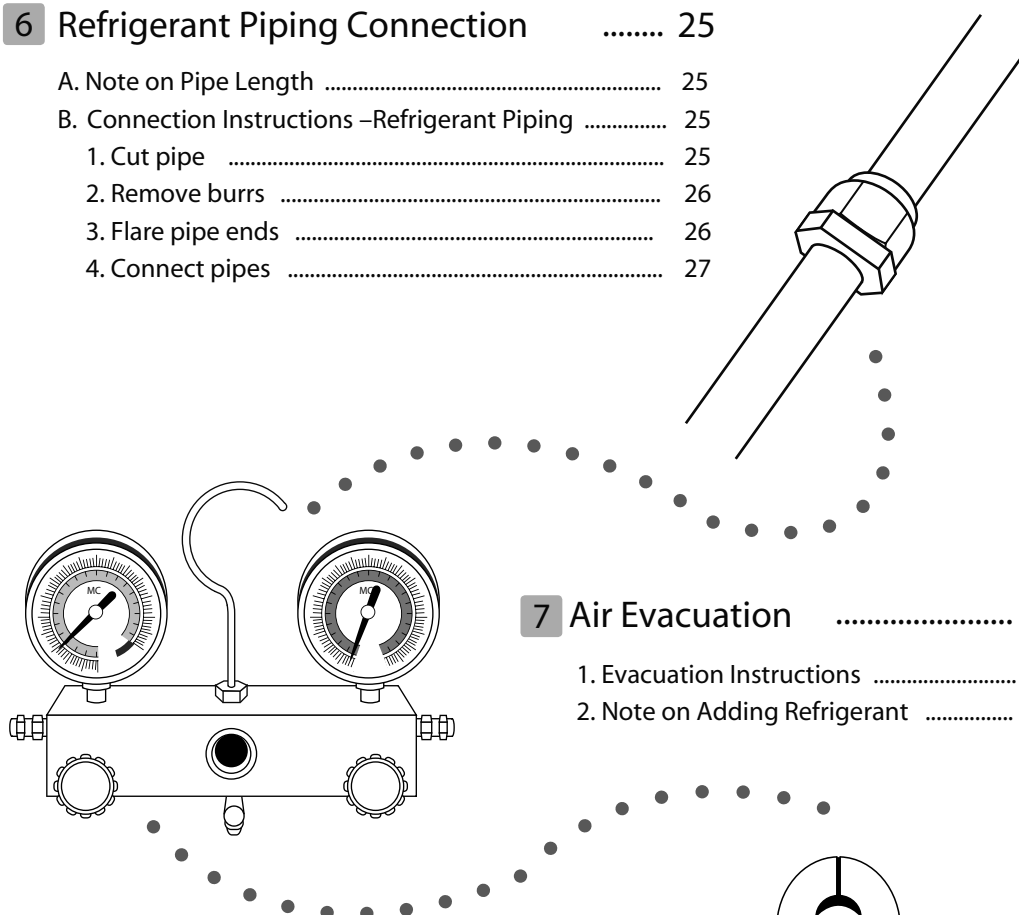 6 Refrigerant Piping Connection ........ 25
A. Note on Pipe Length .................................................................... 25
B. Connection Instructions –Refrigerant Piping ................ 25
1. Cut pipe ........................................................................................ 25
2. Remove burrs ............................................................................. 26
3. Flare pipe ends ........................................................................ 26
4. Connect pipes ............................................................................ 27
MC
MC
7 Air Evacuation .......................
1. Evacuation Instructions ..........................
2. Note on Adding Refrigerant ................